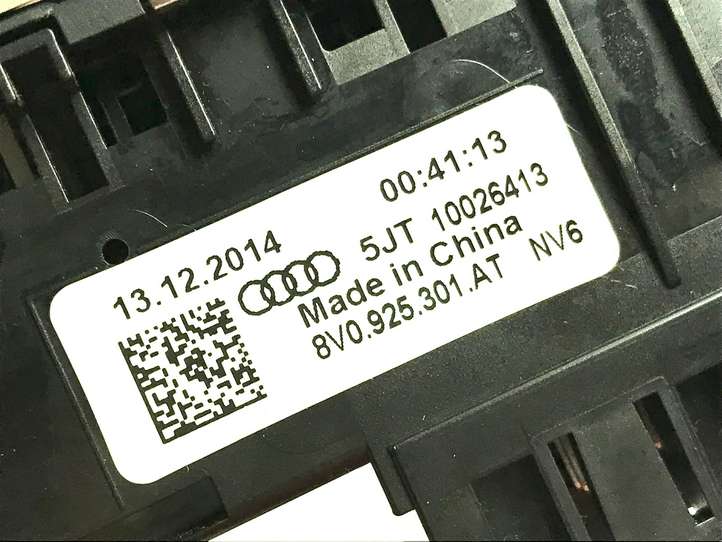 13.12.2014 00:41:13
5JT 10026413
Made in China
8V0.925.301.AT NV6